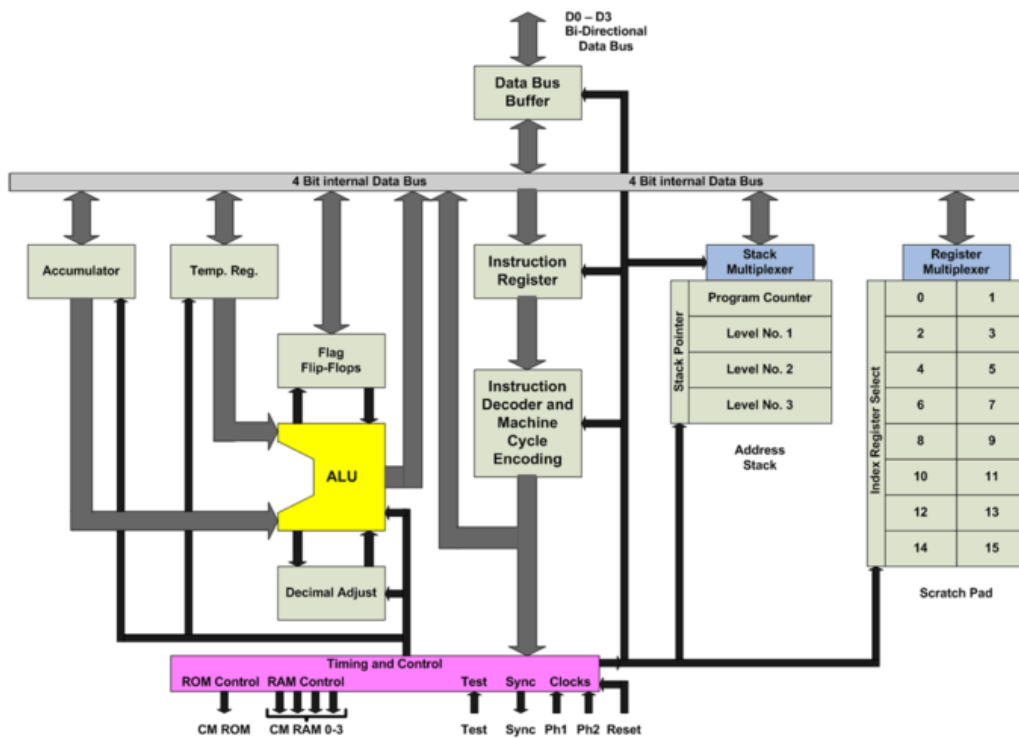 D0 – D3
Bi-Directional
Data Bus
Data Bus
Buffer
4 Bit internal Data Bus
4 Bit internal Data Bus
Accumulator
Temp. Reg.
Flag
Flip-Flops
ALU
Decimal Adjust
Instruction
Register
Instruction
Decoder and
Machine
Cycle
Encoding
Stack
Multiplexer
Stack Pointer
Program Counter
Level No. 1
Level No. 2
Level No. 3
Address
Stack
Register
Multiplexer
Index Register Select
0 1
2 3
4 5
6 7
8 9
10 11
12 13
14 15
Scratch Pad
Timing and Control
ROM Control RAM Control Test Sync Clocks
CM ROM CM RAM 0-3 Test Sync Ph1 Ph2 Reset